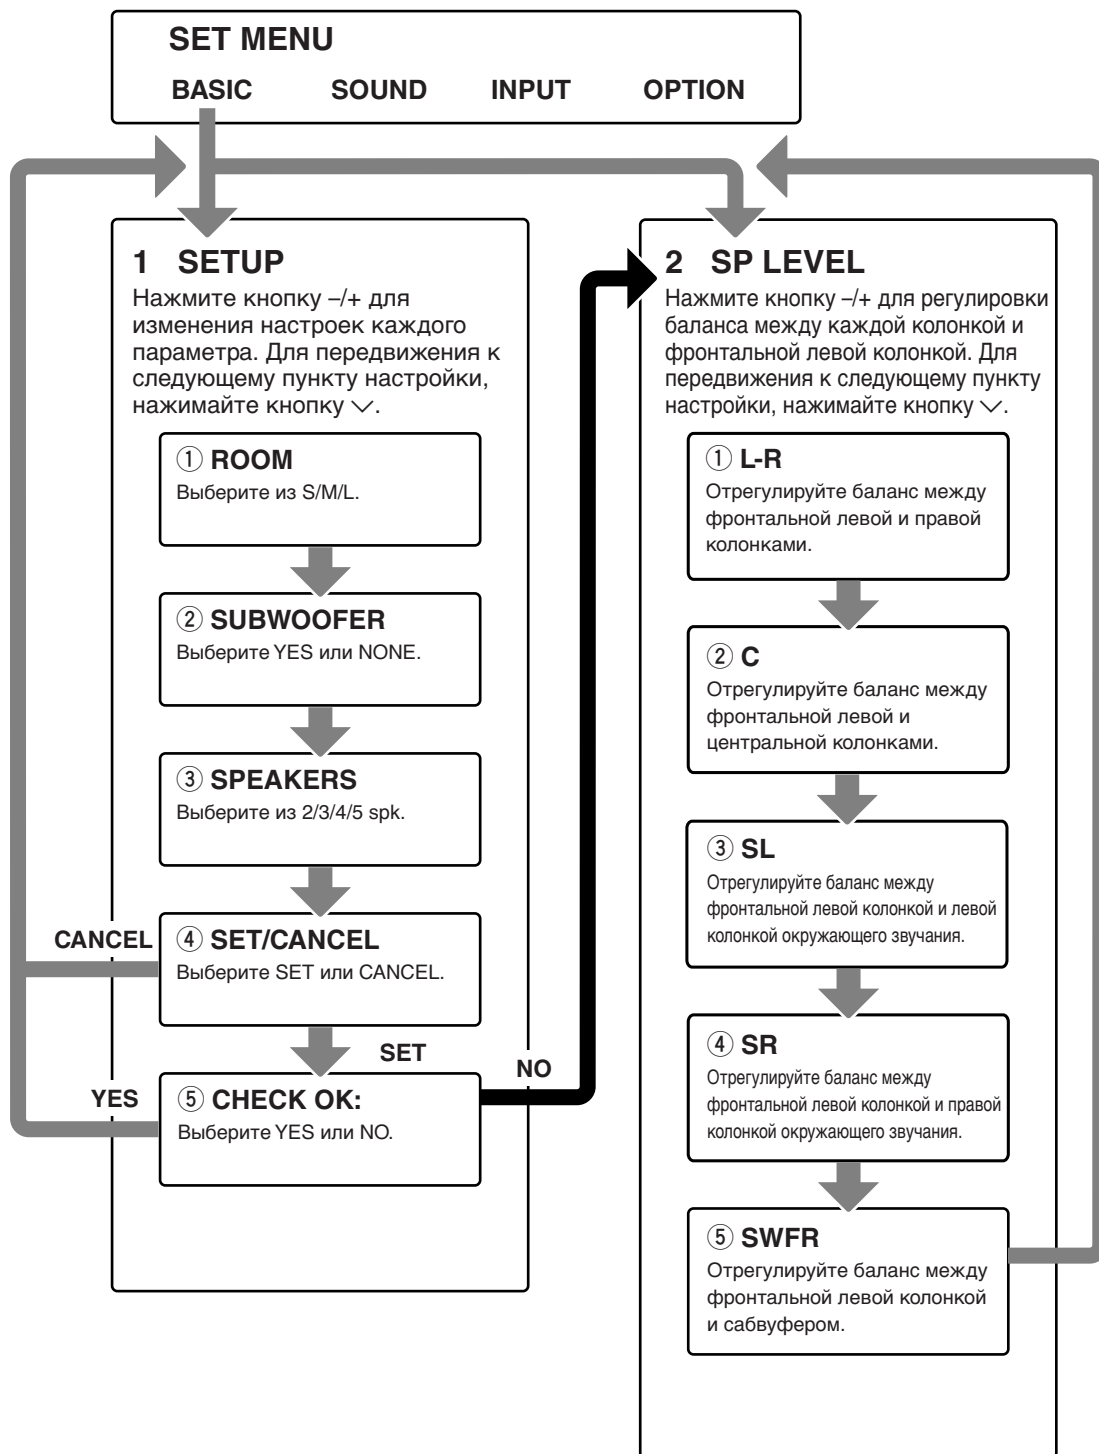 SET MENU
BASIC SOUND INPUT OPTION
1 SETUP
Нажмите кнопку –/+ для
изменения настроек каждого
параметра. Для передвижения к
следующему пункту настройки,
нажимайте кнопку ﹀.
① ROOM
Выберите из S/M/L.
② SUBWOOFER
Выберите YES или NONE.
③ SPEAKERS
Выберите из 2/3/4/5 spk.
CANCEL
④ SET/CANCEL
Выберите SET или CANCEL.
SET
NO
YES
⑤ CHECK OK:
Выберите YES или NO.
2 SP LEVEL
Нажмите кнопку –/+ для регулировки
баланса между каждой колонкой и
фронтальной левой колонкой. Для
передвижения к следующему пункту
настройки, нажимайте кнопку ﹀.
① L-R
Отрегулируйте баланс между
фронтальной левой и правой
колонками.
② C
Отрегулируйте баланс между
фронтальной левой и
центральной колонками.
③ SL
Отрегулируйте баланс между
фронтальной левой колонкой и левой
колонкой окружающего звучания.
④ SR
Отрегулируйте баланс между
фронтальной левой колонкой и правой
колонкой окружающего звучания.
⑤ SWFR
Отрегулируйте баланс между
фронтальной левой колонкой
и сабвуфером.